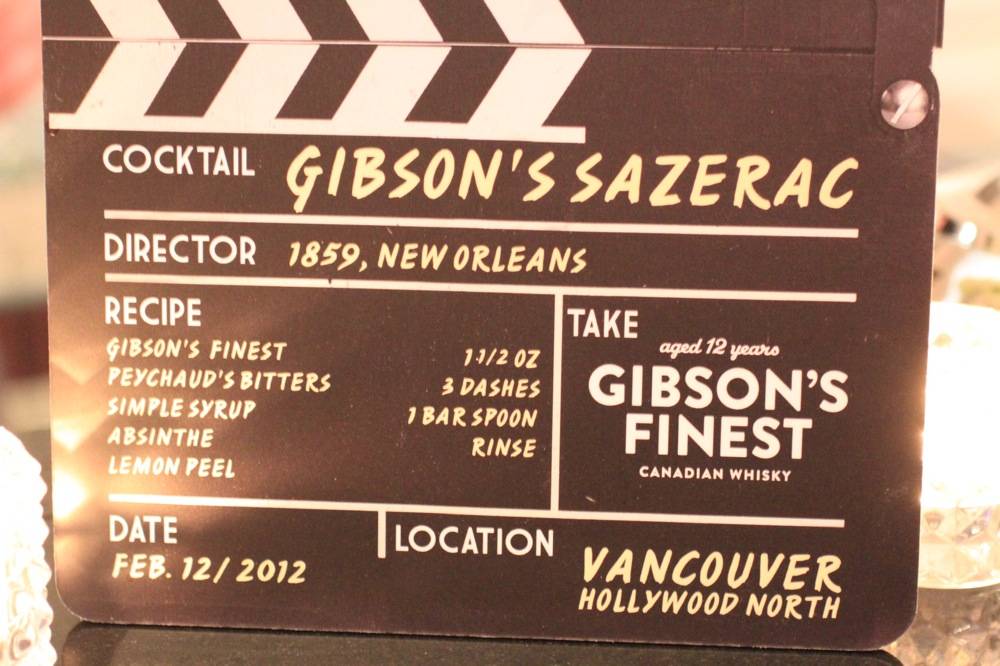 COCKTAIL GIBSON'S SAZERAC
DIRECTOR 1859, NEW ORLEANS
RECIPE
GIBSON'S FINEST 1 1/2 OZ
PEYCHAUD'S BITTERS 3 DASHES
SIMPLE SYRUP 1 BAR SPOON
ABSINTHE RINSE
LEMON PEEL
TAKE
aged 12 years
GIBSON'S
FINEST
CANADIAN WHISKY
DATE
FEB. 12/2012
LOCATION
VANCOUVER
HOLLYWOOD NORTH